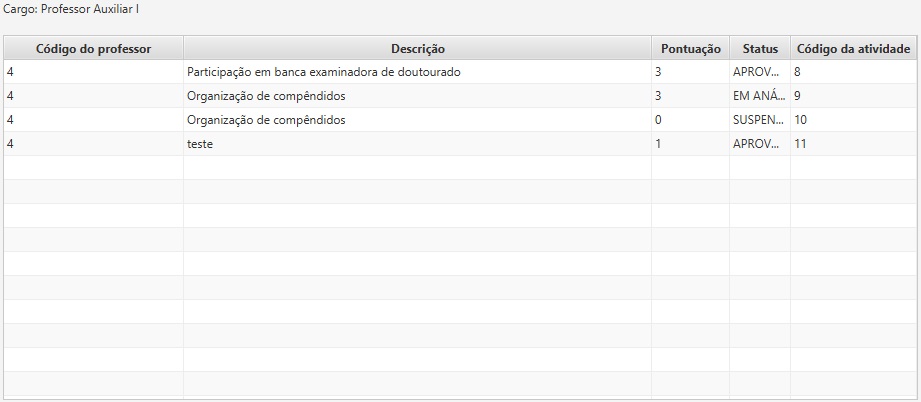 Cargo: Professor Auxiliar I
Código do professor Descrição Pontuação Status Código da atividade
4 Participação em banca examinadora de doutourado 3 APROV... 8
4 Organização de compêndidos 3 EM ANÁ... 9
4 Organização de compêndidos 0 SUSPEN... 10
4 teste 1 APROV... 11